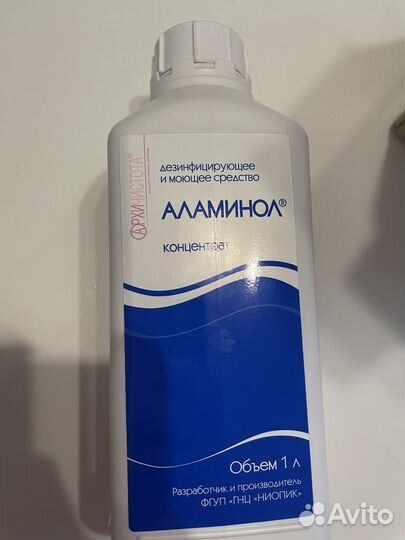 АРХИЧИСТОТА®
дезинфицирующее
и моющее средство
АЛАМИНОЛ®
концентрат
Объем 1 л
Разработчик и производитель
ФГУП «ГНЦ «НИОПИК»
Avito